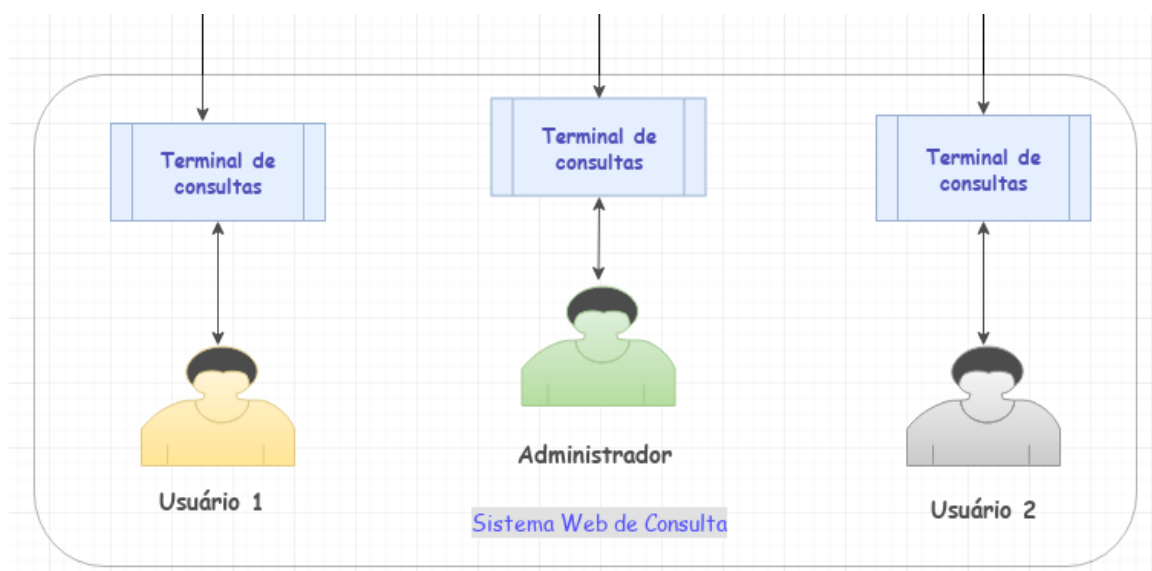 Terminal de
consultas
Terminal de
consultas
Terminal de
consultas
Usuário 1
Administrador
Usuário 2
Sistema Web de Consulta